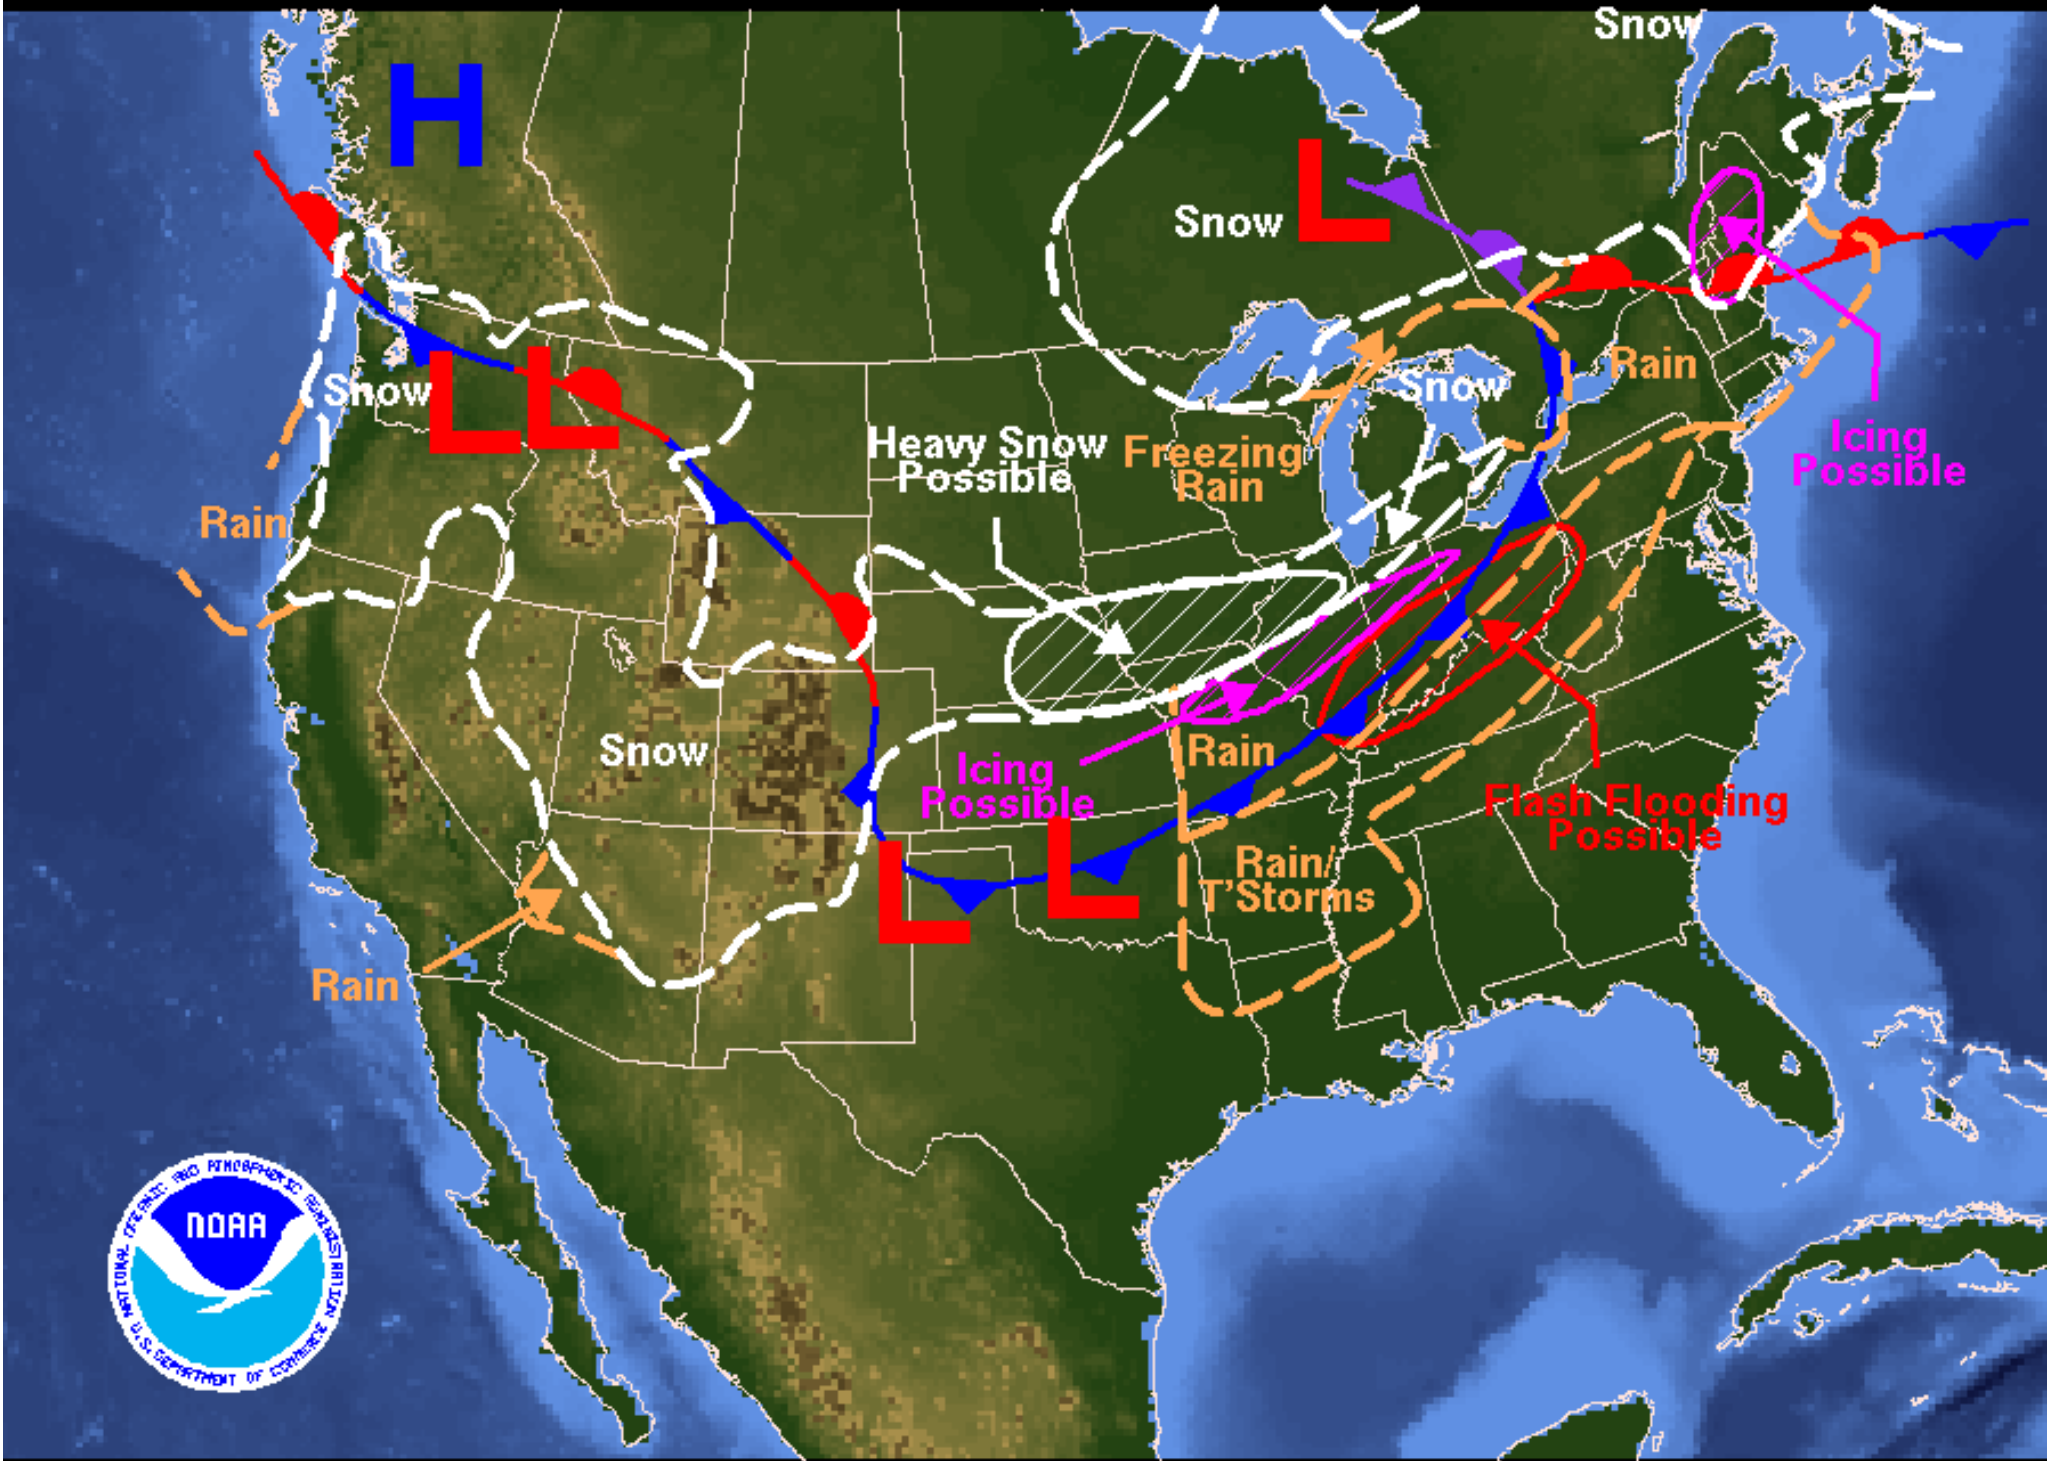 Snow
H
L
Snow
Rain
Snow
Snow
L
L
Heavy Snow
Possible
Freezing
Rain
Icing
Possible
Rain
Snow
Rain
Icing
Possible
Flash Flooding
Possible
L
L
Rain/
T'Storms
Rain
NOAA
NATIONAL OCEANIC AND ATMOSPHERIC ADMINISTRATION
U.S. DEPARTMENT OF COMMERCE